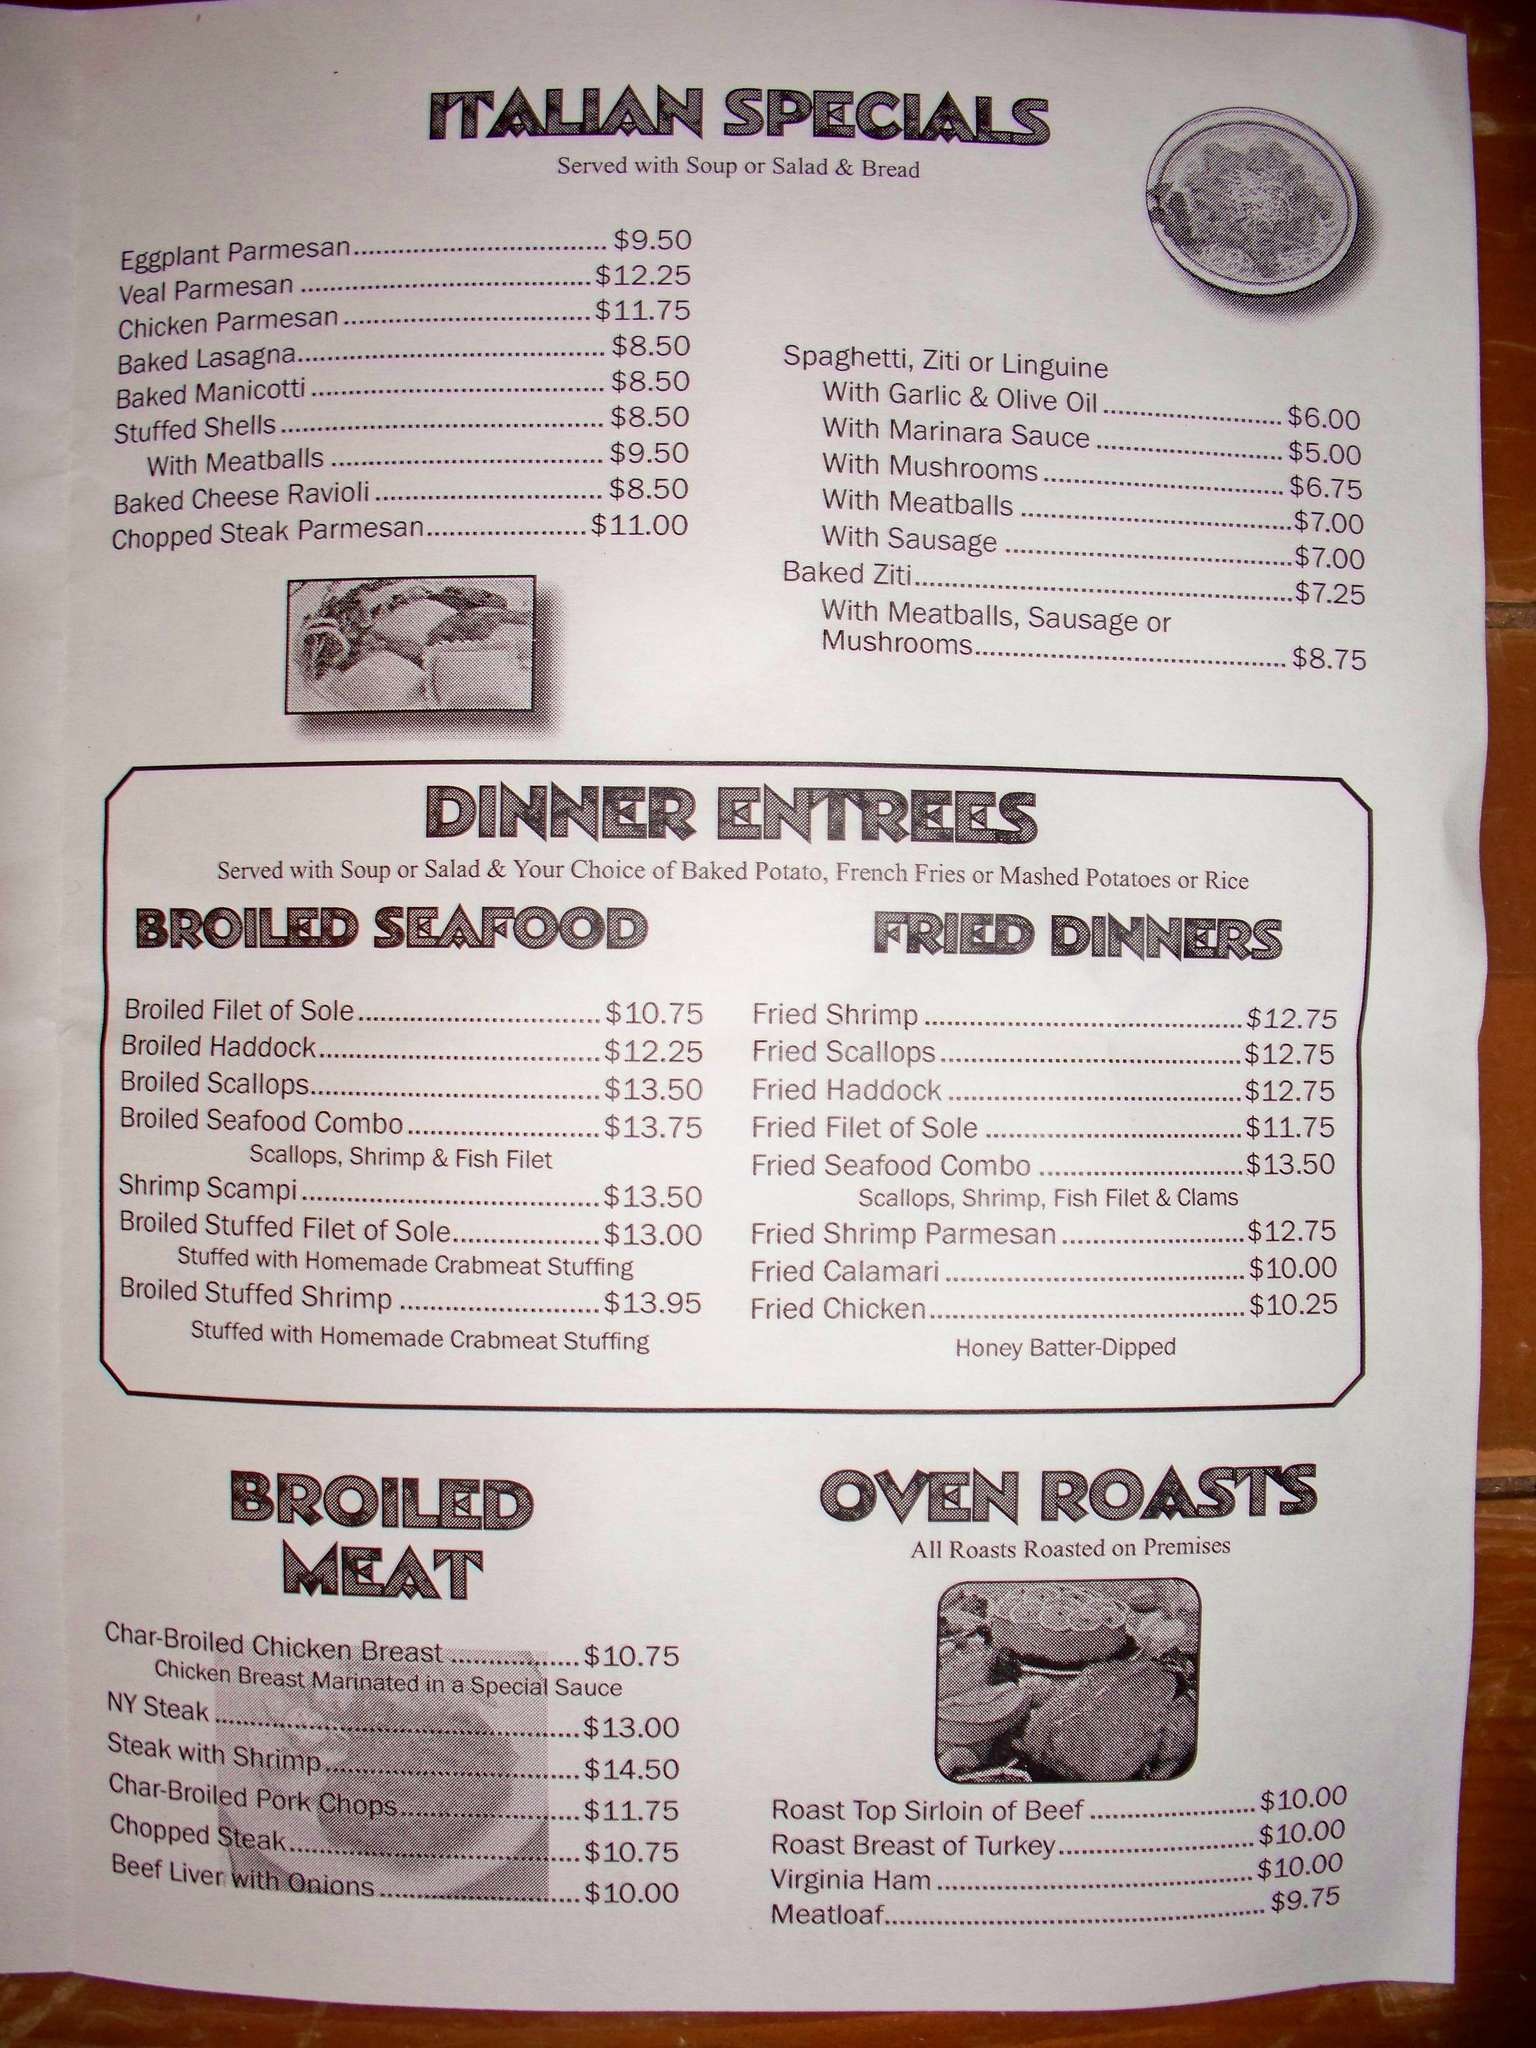 ITALIAN SPECIALS
Served with Soup or Salad & Bread
Eggplant Parmesan................................... $9.50
Veal Parmesan ........................................$12.25
Chicken Parmesan ..................................$11.75
Baked Lasagna.......................................... $8.50
Baked Manicotti ........................................ $8.50
Stuffed Shells ............................................ $8.50
With Meatballs ..................................... $9.50
Baked Cheese Ravioli ............................... $8.50
Chopped Steak Parmesan......................$11.00
Spaghetti, Ziti or Linguine
With Garlic & Olive Oil ........................ $6.00
With Marinara Sauce ......................... $5.00
With Mushrooms ................................ $6.75
With Meatballs .....................................$7.00
With Sausage .......................................$7.00
Baked Ziti....................................................$7.25
With Meatballs, Sausage or
Mushrooms.......................................... $8.75
DINNER ENTREES
Served with Soup or Salad & Your Choice of Baked Potato, French Fries or Mashed Potatoes or Rice
BROILED SEAFOOD
Broiled Filet of Sole ................................. $10.75
Broiled Haddock...................................... $12.25
Broiled Scallops....................................... $13.50
Broiled Seafood Combo .......................... $13.75
Scallops, Shrimp & Fish Filet
Shrimp Scampi ........................................ $13.50
Broiled Stuffed Filet of Sole.................... $13.00
Stuffed with Homemade Crabmeat Stuffing
Broiled Stuffed Shrimp ........................... $13.95
Stuffed with Homemade Crabmeat Stuffing
FRIED DINNERS
Fried Shrimp ...........................................$12.75
Fried Scallops.........................................$12.75
Fried Haddock ........................................$12.75
Fried Filet of Sole ...................................$11.75
Fried Seafood Combo ............................$13.50
Scallops, Shrimp, Fish Filet & Clams
Fried Shrimp Parmesan .........................$12.75
Fried Calamari ........................................ $10.00
Fried Chicken.......................................... $10.25
Honey Batter-Dipped
BROILED
MEAT
Char-Broiled Chicken Breast ................. $10.75
Chicken Breast Marinated in a Special Sauce
NY Steak .................................................$13.00
Steak with Shrimp...................................$14.50
Char-Broiled Pork Chops.........................$11.75
Chopped Steak........................................$10.75
Beef Liver with Onions ........................... $10.00
OVEN ROASTS
All Roasts Roasted on Premises
Roast Top Sirloin of Beef ....................... $10.00
Roast Breast of Turkey........................... $10.00
Virginia Ham ........................................... $10.00
Meatloaf................................................... $9.75